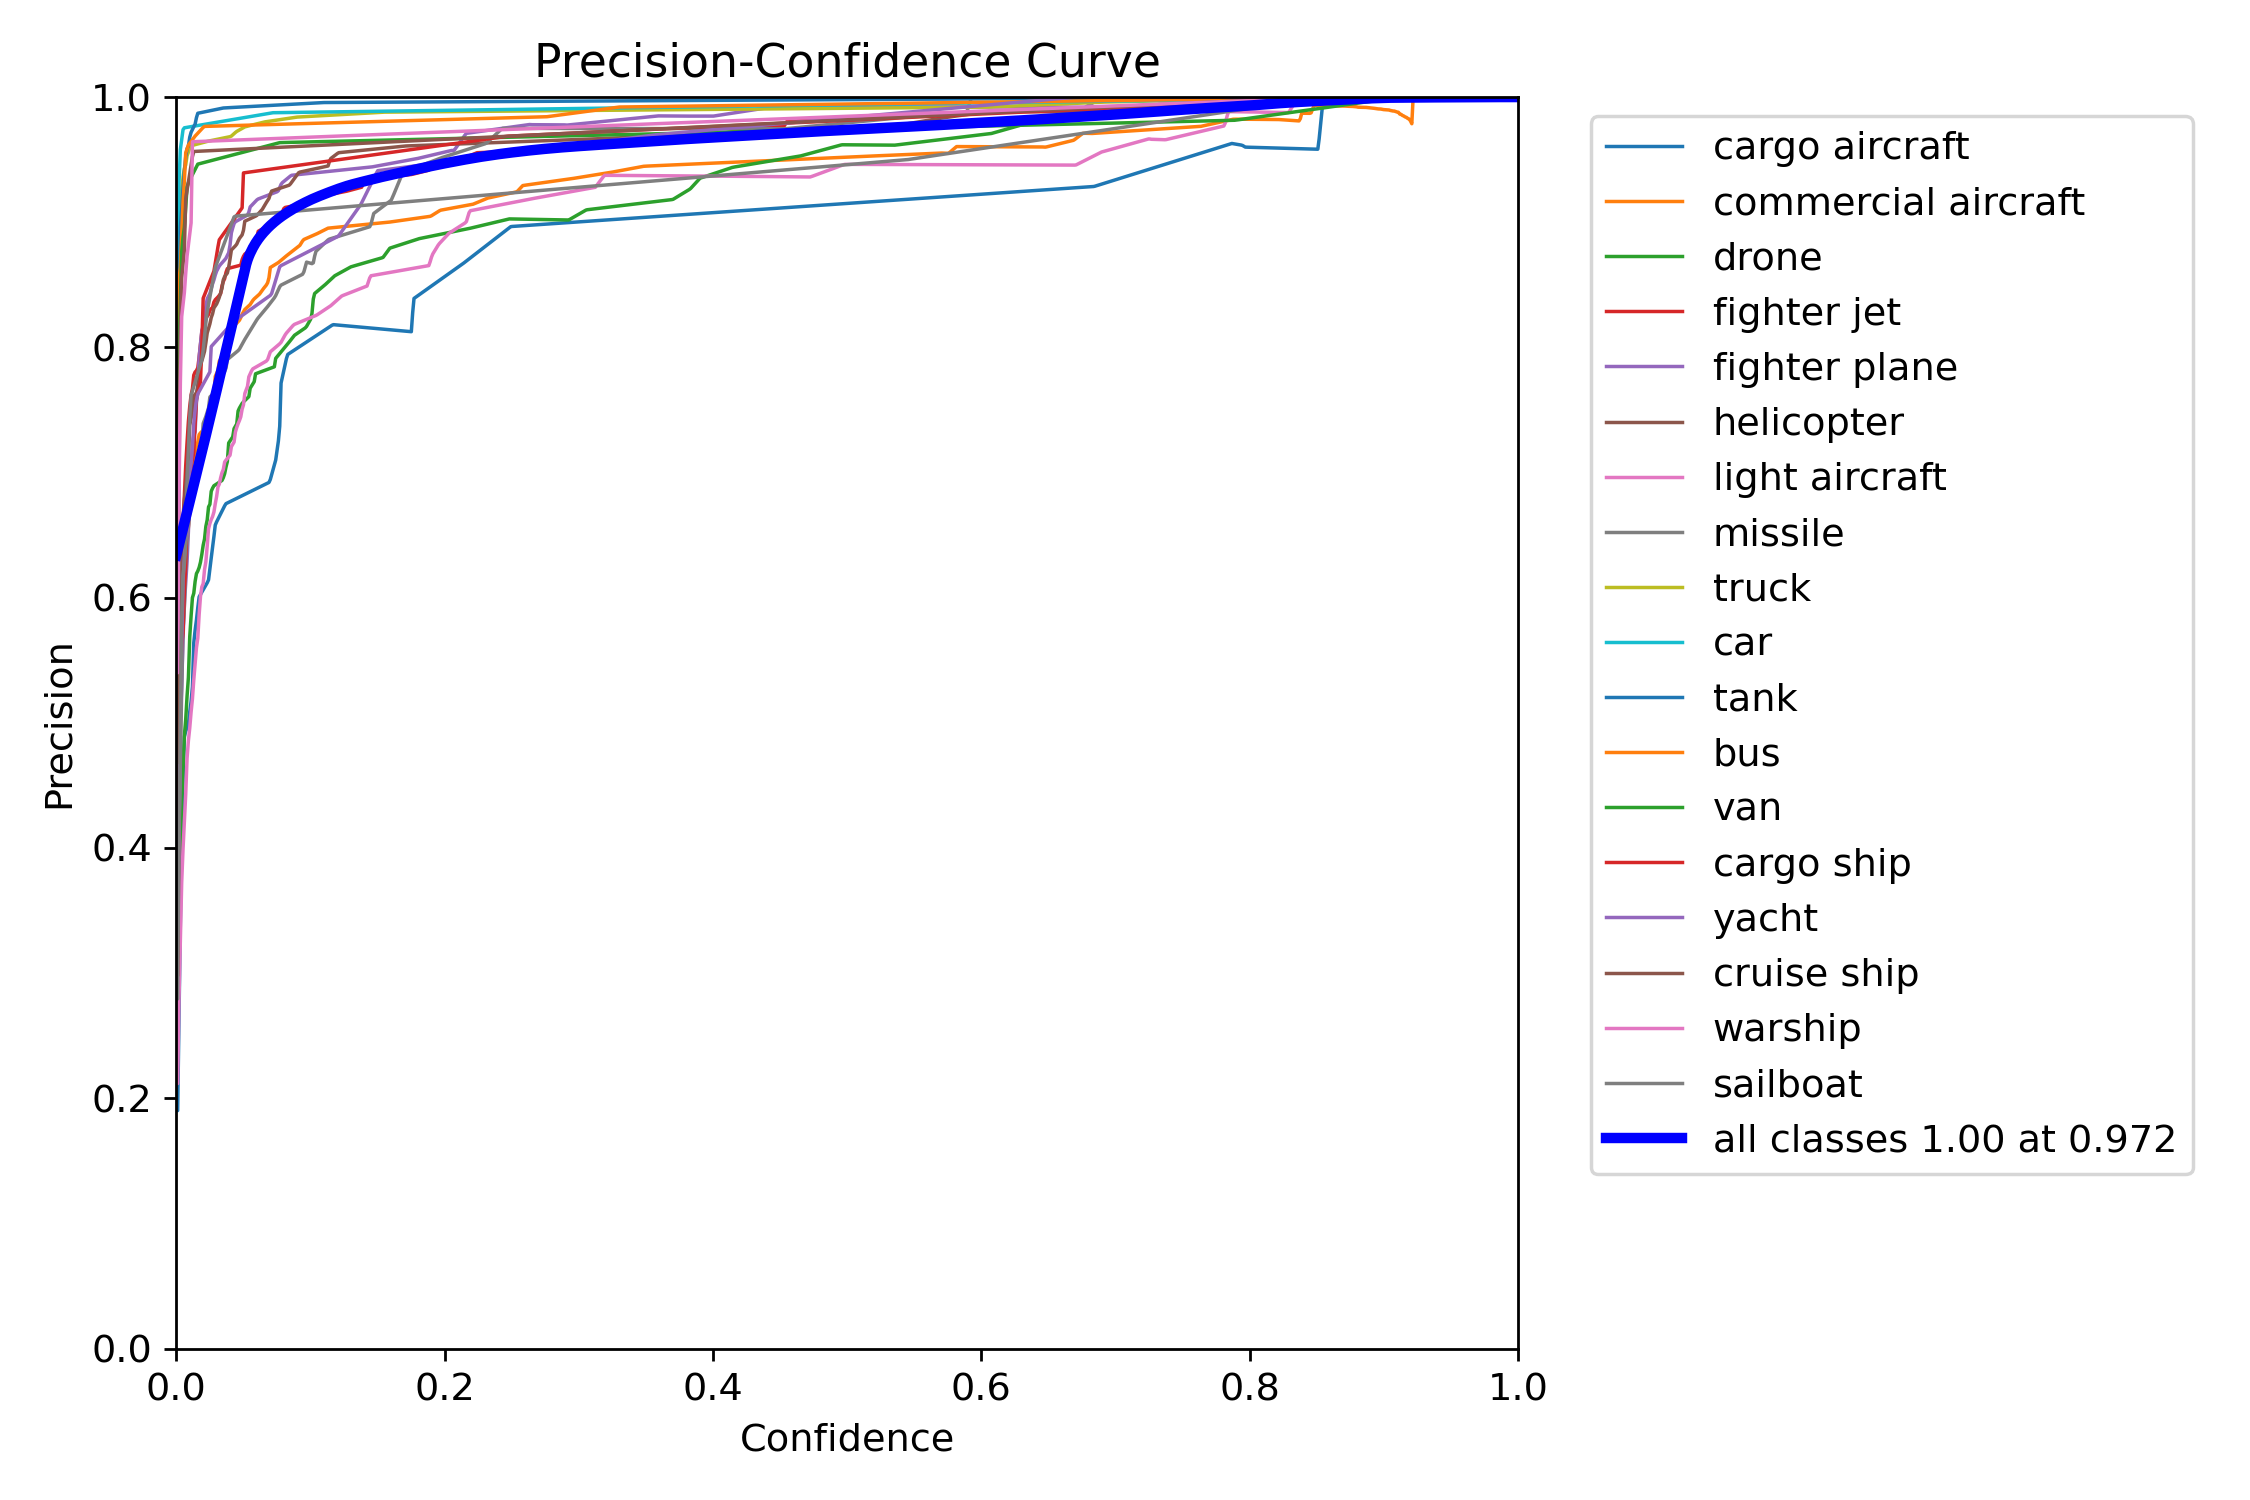 Precision-Confidence Curve
1.0
0.8
0.6
0.4
0.2
0.0
Precision
0.0 0.2 0.4 0.6 0.8 1.0
Confidence
cargo aircraft
commercial aircraft
drone
fighter jet
fighter plane
helicopter
light aircraft
missile
truck
car
tank
bus
van
cargo ship
yacht
cruise ship
warship
sailboat
all classes 1.00 at 0.972